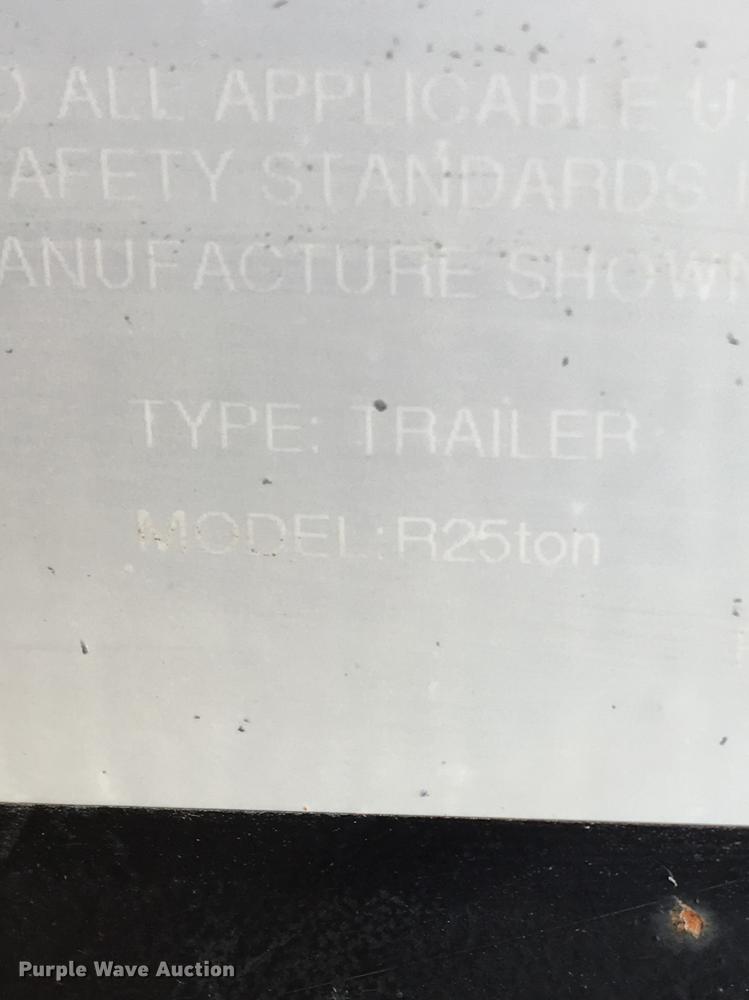 O ALL APPLICABLE U.
AFETY STANDARDS I
ANUFACTURE SHOWN
TYPE: TRAILER
MODEL:R25ton
Purple Wave Auction